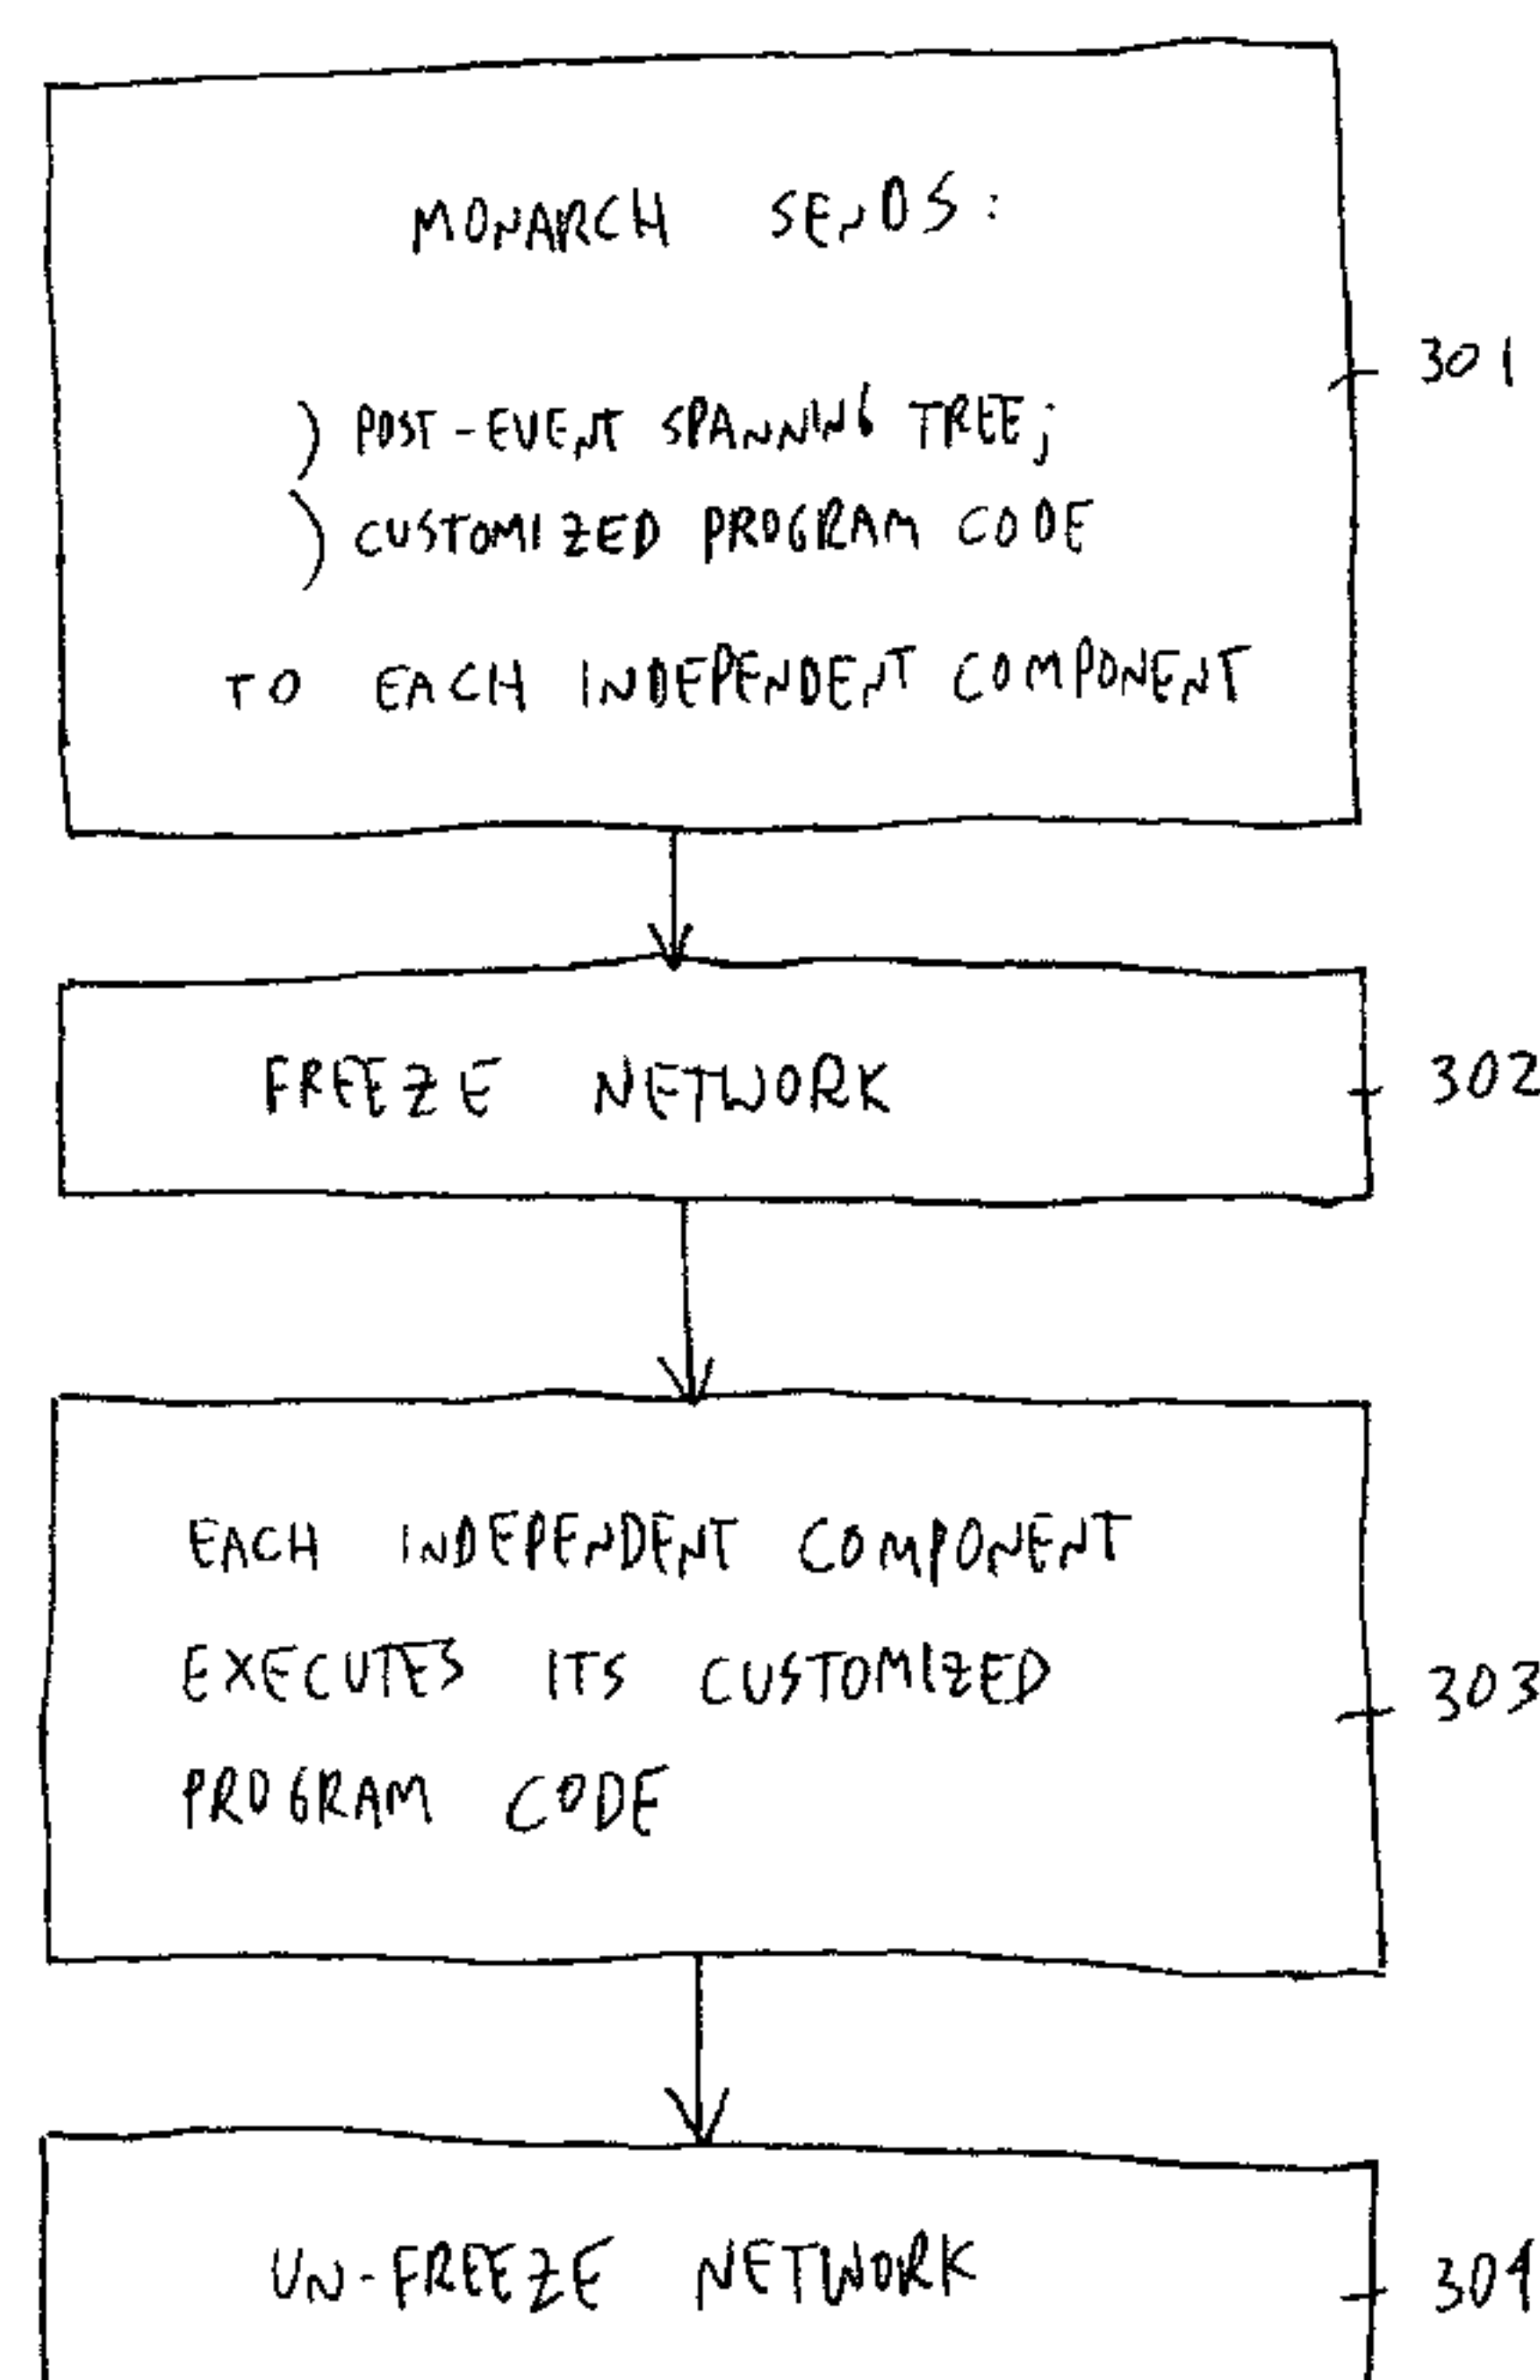 MONARCH SENDS:
) POST-EVENT SPANNING TREE;
) CUSTOMIZED PROGRAM CODE
TO EACH INDEPENDENT COMPONENT
301
FREEZE NETWORK
302
EACH INDEPENDENT COMPONENT
EXECUTES ITS CUSTOMIZED
PROGRAM CODE
303
UN-FREEZE NETWORK
304